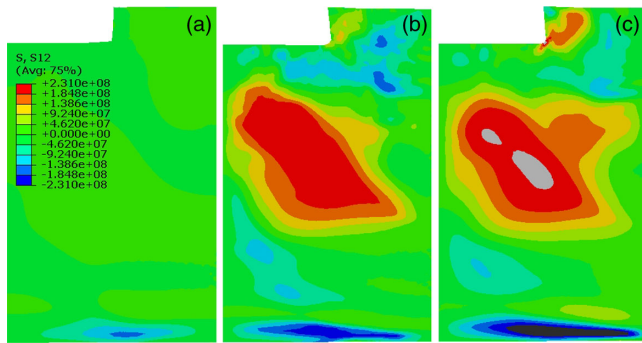 (a)
(b)
(c)
S, S12
(Avg: 75%)
+2.310e+08
+1.848e+08
+1.386e+08
+9.240e+07
+4.620e+07
+0.000e+00
-4.620e+07
-9.240e+07
-1.386e+08
-1.848e+08
-2.310e+08